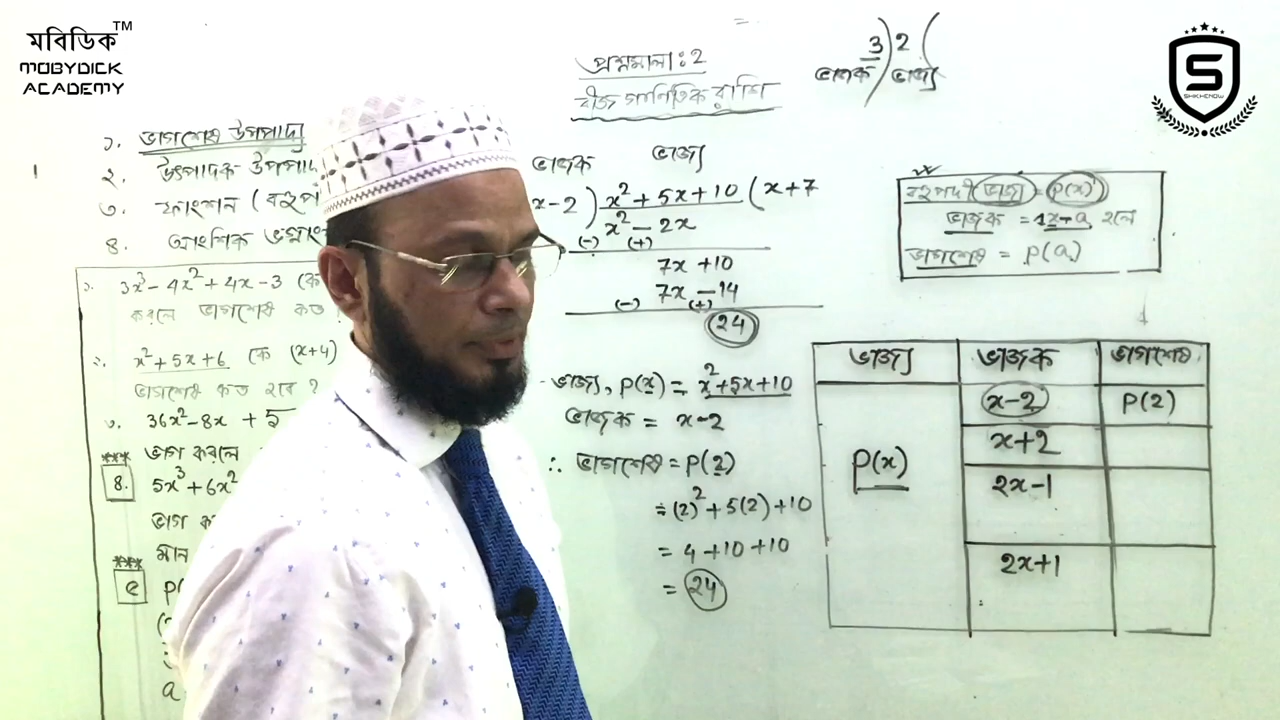 মবিডিক™
MOBYDICK
ACADEMY
S
SHIKHENOW
প্রশ্নমালা: 2
বীজ গাণিতিক রাশি
3 ) 2 (
ভাজক ভাজ্য
১. ভাগশেষ উপপাদ্য
২. উৎপাদক উপপাদ
৩. ফাংশন (বহুপ
৪. আংশিক ভগ্নাং
১. 3x³ - 4x² + 4x - 3 কে
করলে ভাগশেষ কত
২. x² + 5x + 6 কে (x+4)
ভাগশেষ কত হবে ?
৩. 36x² - 8x + 5
ভাগ করলে
*** 8. 5x³ + 6x²
ভাগ ক
মান
*** ৫ P(
a
ভাজক ভাজ্য
x-2 ) x² + 5x + 10 ( x+7
x² - 2x
(-) (+)
7x + 10
7x - 14
(-) (+)
24
ভাজ্য, P(x) = x² + 5x + 10
ভাজক = x-2
∴ ভাগশেষ = P(2)
= (2)² + 5(2) + 10
= 4 + 10 + 10
= 24
বহুপদী ভাজ্য = P(x)
ভাজক = x-a হলে
ভাগশেষ = P(a)
ভাজ্য ভাজক ভাগশেষ
P(x) x-2 P(2)
x+2
2x-1
2x+1